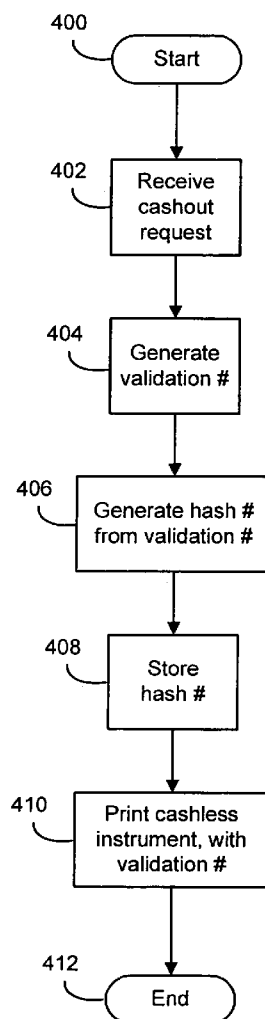 400
Start
402
Receive
cashout
request
404
Generate
validation #
406
Generate hash #
from validation #
408
Store
hash #
410
Print cashless
instrument, with
validation #
412
End